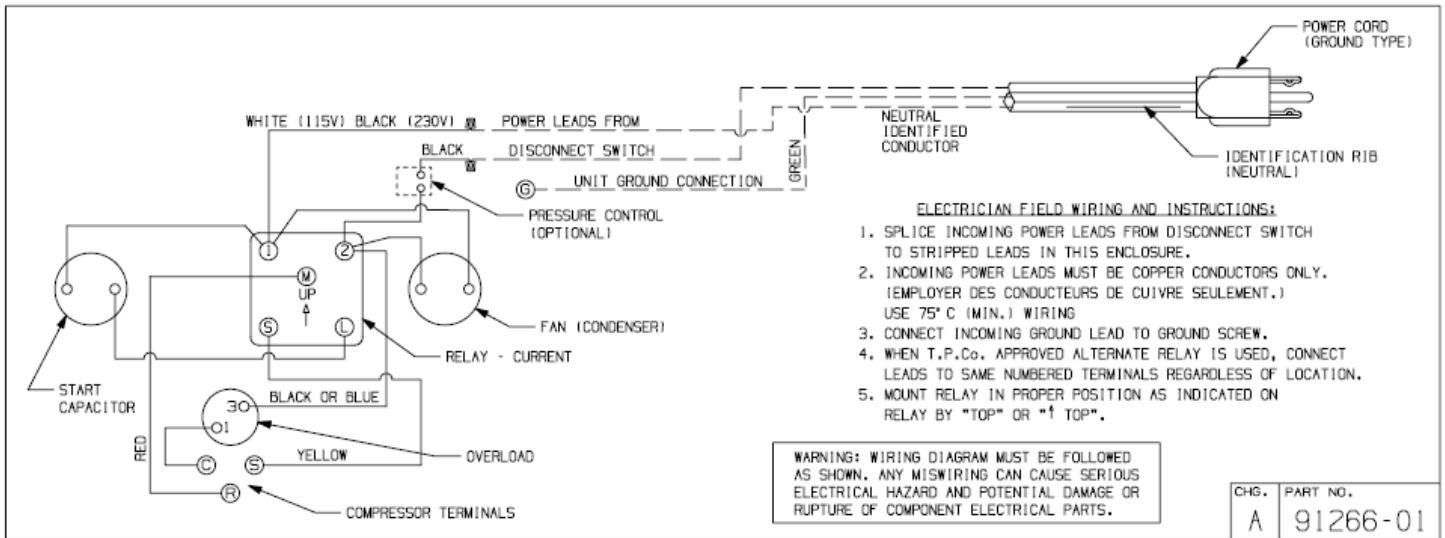 POWER CORD
(GROUND TYPE)
WHITE (115V) BLACK (230V)
POWER LEADS FROM
NEUTRAL
IDENTIFIED
CONDUCTOR
BLACK
DISCONNECT SWITCH
GREEN
IDENTIFICATION RIB
(NEUTRAL)
G
UNIT GROUND CONNECTION
PRESSURE CONTROL
(OPTIONAL)
1
2
M
UP
S
L
FAN (CONDENSER)
RELAY - CURRENT
START
CAPACITOR
BLACK OR BLUE
3
1
OVERLOAD
RED
YELLOW
C
S
R
COMPRESSOR TERMINALS
ELECTRICIAN FIELD WIRING AND INSTRUCTIONS:
1. SPLICE INCOMING POWER LEADS FROM DISCONNECT SWITCH
TO STRIPPED LEADS IN THIS ENCLOSURE.
2. INCOMING POWER LEADS MUST BE COPPER CONDUCTORS ONLY.
(EMPLOYER DES CONDUCTEURS DE CUIVRE SEULEMENT.)
USE 75° C (MIN.) WIRING
3. CONNECT INCOMING GROUND LEAD TO GROUND SCREW.
4. WHEN T.P.Co. APPROVED ALTERNATE RELAY IS USED, CONNECT
LEADS TO SAME NUMBERED TERMINALS REGARDLESS OF LOCATION.
5. MOUNT RELAY IN PROPER POSITION AS INDICATED ON
RELAY BY "TOP" OR "↑ TOP".
WARNING: WIRING DIAGRAM MUST BE FOLLOWED
AS SHOWN. ANY MISWIRING CAN CAUSE SERIOUS
ELECTRICAL HAZARD AND POTENTIAL DAMAGE OR
RUPTURE OF COMPONENT ELECTRICAL PARTS.
CHG.
A
PART NO.
91266-01